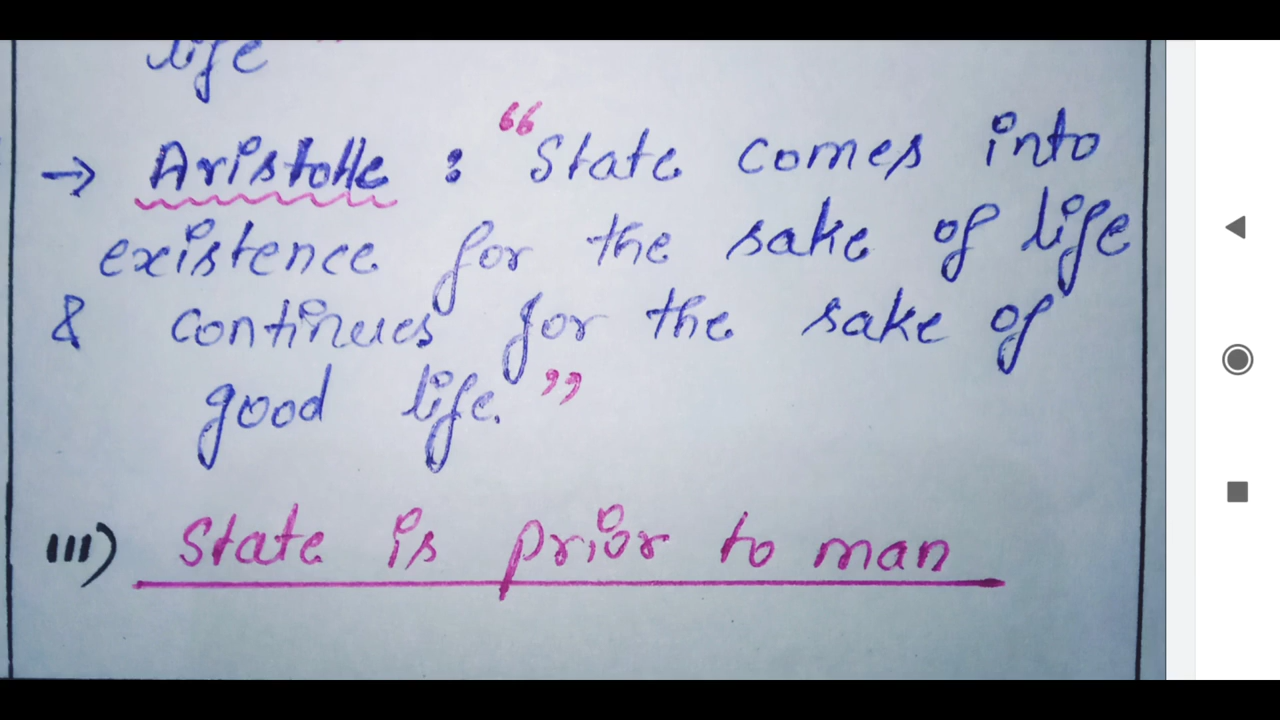 life "
→ Aristotle : "State comes into
existence for the sake of life
& continues for the sake of
good life."
III) State is prior to man